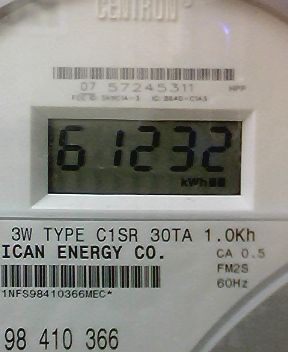 CENTRON®
07 57245311
HPP
61232
kWh
3W TYPE C1SR 30TA 1.0Kh
ICAN ENERGY CO.
CA 0.5
FM2S
60Hz
1NFS98410366MEC*
98 410 366